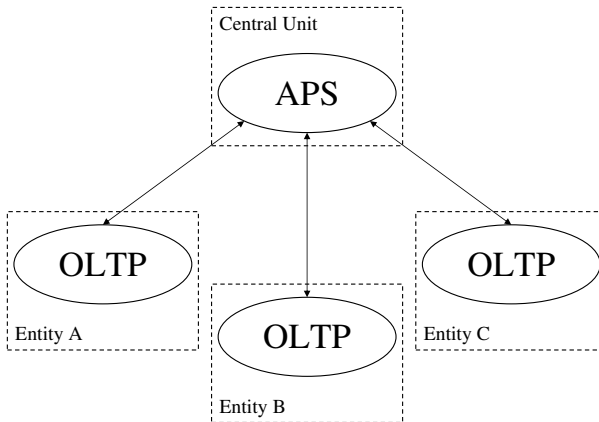 Central Unit
APS
OLTP
Entity A
OLTP
Entity B
OLTP
Entity C